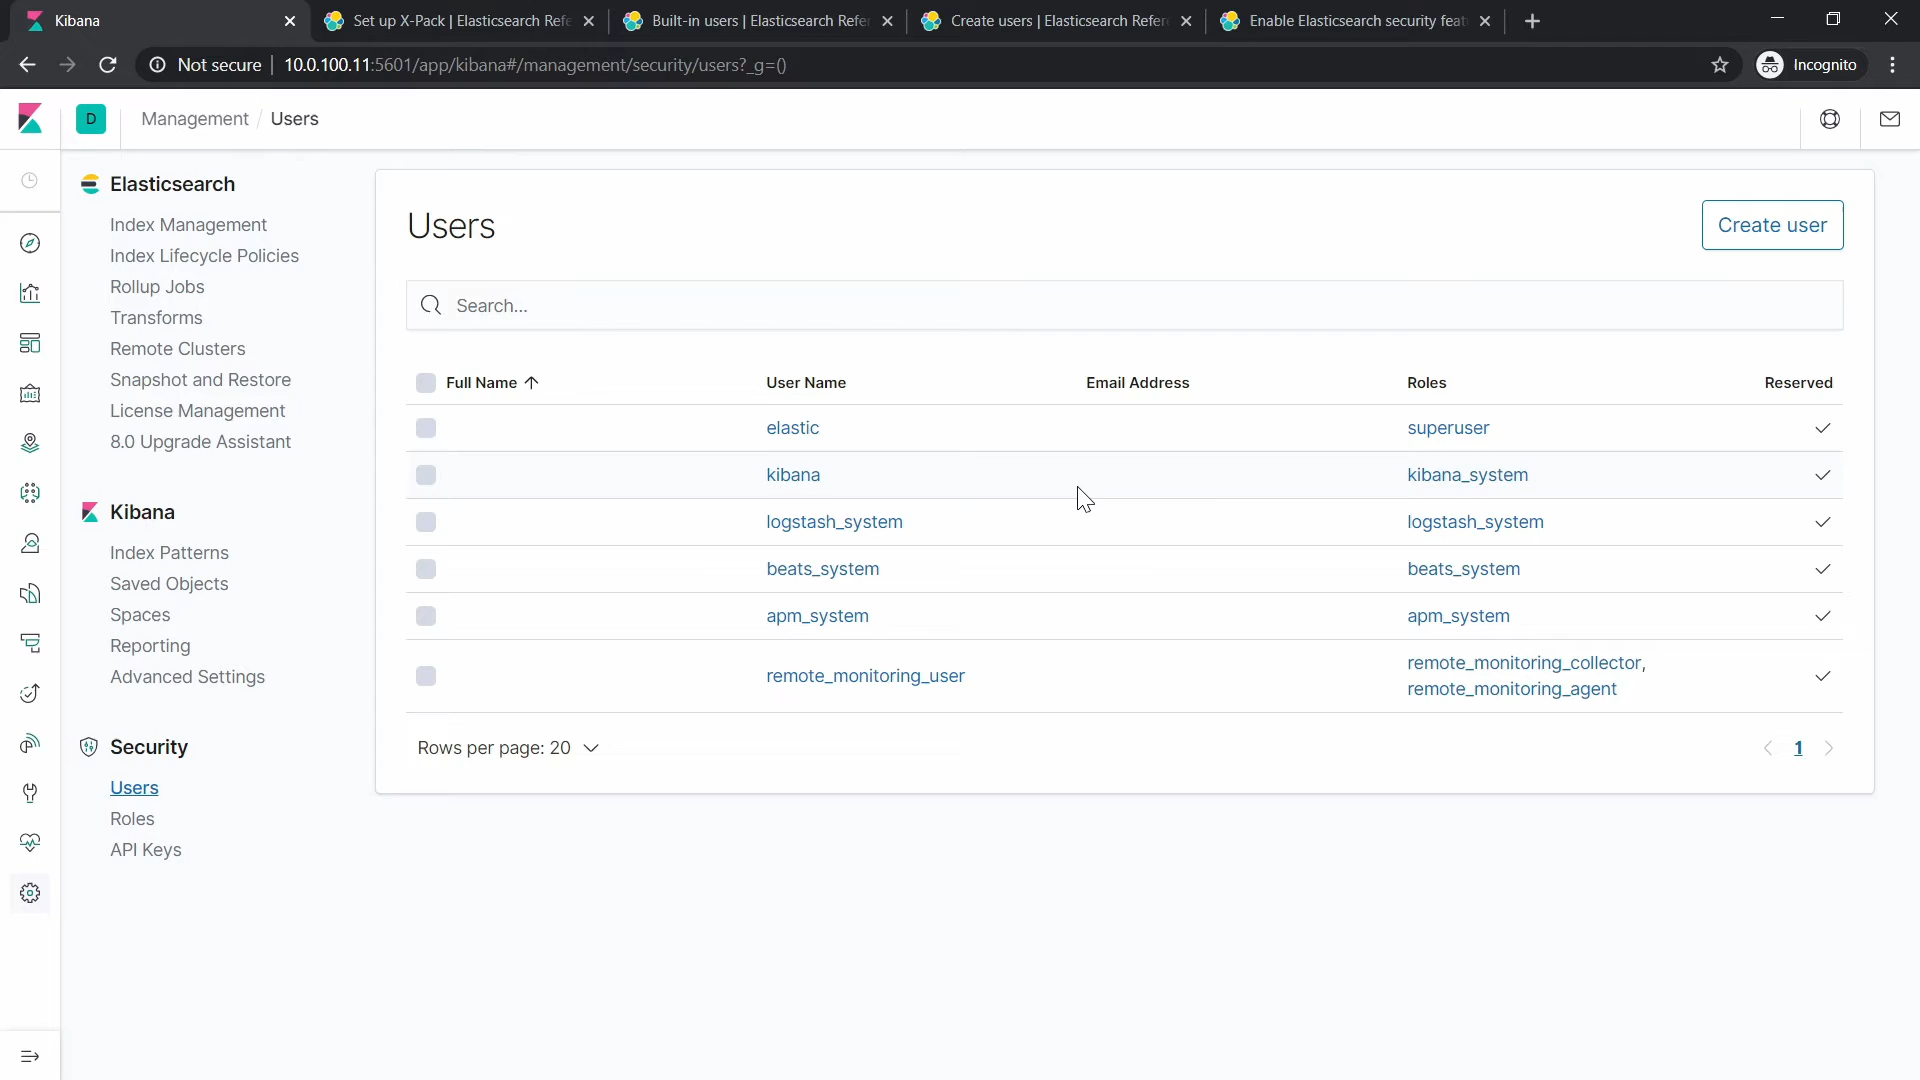 Kibana
Set up X-Pack | Elasticsearch Refe
Built-in users | Elasticsearch Refer
Create users | Elasticsearch Refere
Enable Elasticsearch security feat
Not secure
10.0.100.11:5601/app/kibana#/management/security/users?_g=()
Incognito
D
Management / Users
Elasticsearch
Index Management
Index Lifecycle Policies
Rollup Jobs
Transforms
Remote Clusters
Snapshot and Restore
License Management
8.0 Upgrade Assistant
Kibana
Index Patterns
Saved Objects
Spaces
Reporting
Advanced Settings
Security
Users
Roles
API Keys
Users
Create user
Search...
Full Name User Name Email Address Roles Reserved
elastic superuser
kibana kibana_system
logstash_system logstash_system
beats_system beats_system
apm_system apm_system
remote_monitoring_user remote_monitoring_collector,
remote_monitoring_agent
Rows per page: 20
1